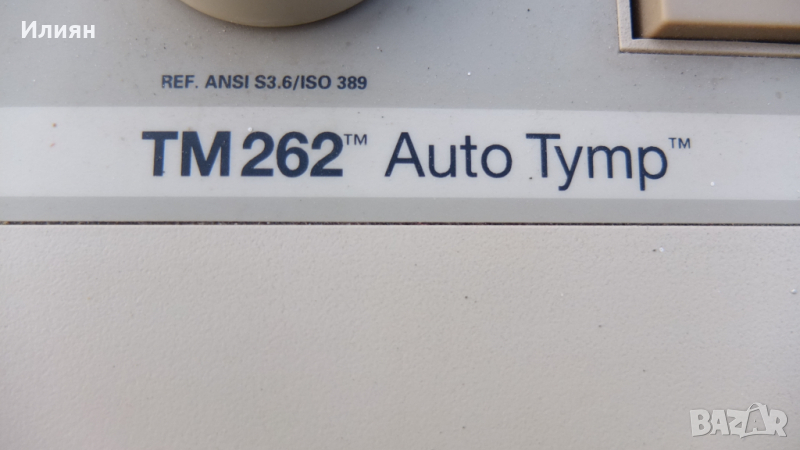 Илиян
REF. ANSI S3.6/ISO 389
TM 262™ Auto Tymp™
BAZAR